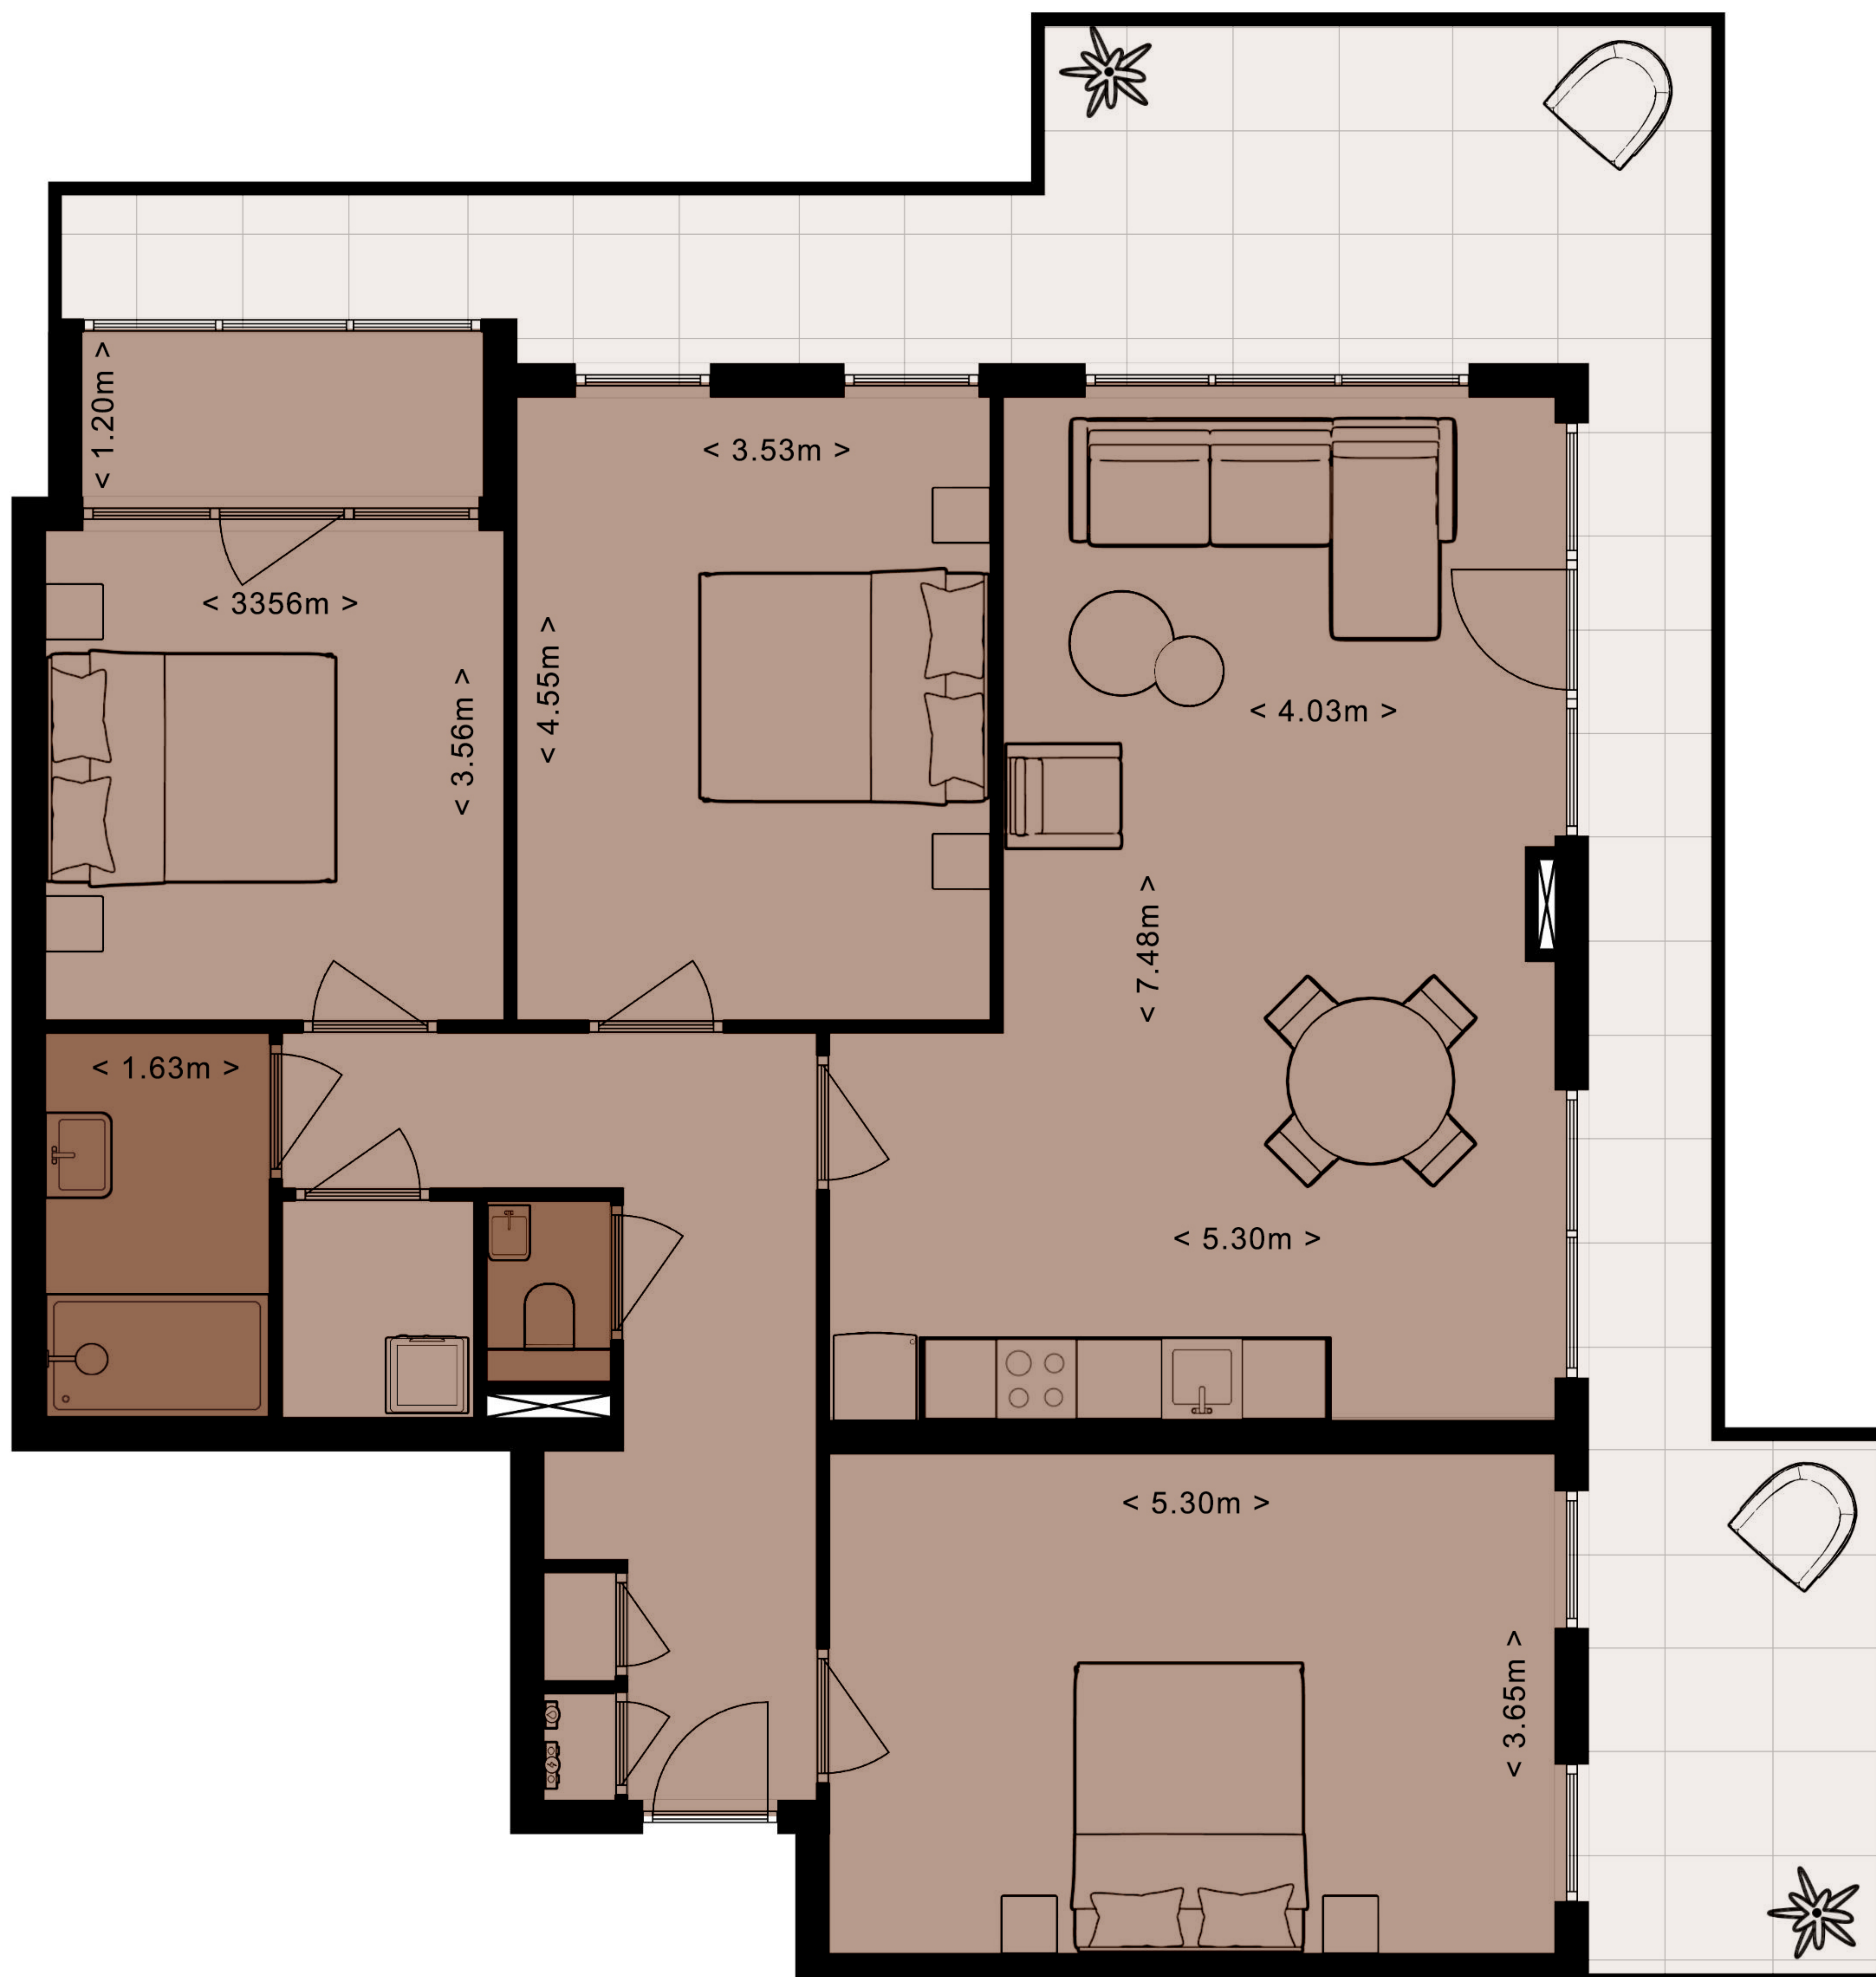 < 1.20m >
< 3.53m >
< 3356m >
< 3.56m >
< 4.55m >
< 4.03m >
< 7.48m >
< 1.63m >
< 5.30m >
< 5.30m >
< 3.65m >